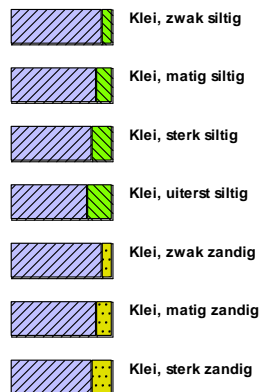 Klei, zwak siltig
Klei, matig siltig
Klei, sterk siltig
Klei, uiterst siltig
Klei, zwak zandig
Klei, matig zandig
Klei, sterk zandig